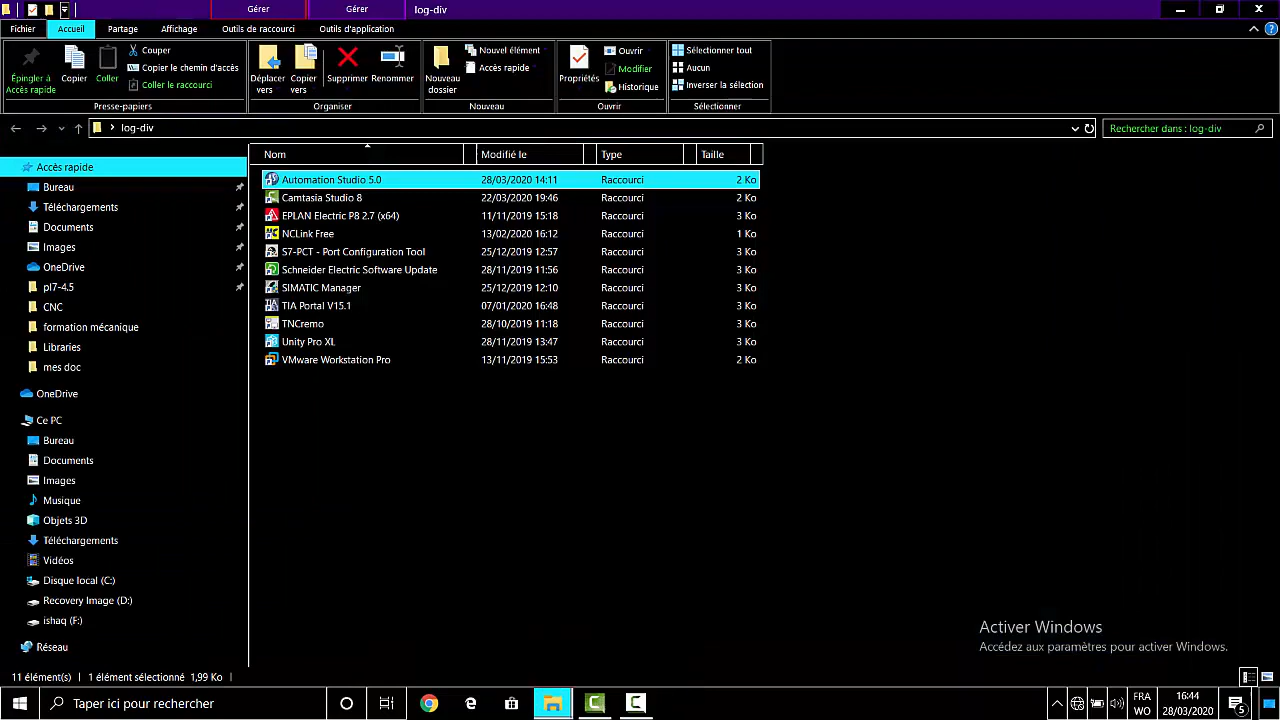 Gérer Gérer log-div
Fichier Accueil Partage Affichage Outils de raccourci Outils d'application
Épingler à Accès rapide
Copier
Coller
Couper
Copier le chemin d'accès
Coller le raccourci
Presse-papiers
Déplacer vers
Copier vers
Supprimer
Renommer
Organiser
Nouveau dossier
Nouvel élément
Accès rapide
Nouveau
Propriétés
Ouvrir
Modifier
Historique
Ouvrir
Sélectionner tout
Aucun
Inverser la sélection
Sélectionner
log-div
Rechercher dans : log-div
Accès rapide
Bureau
Téléchargements
Documents
Images
OneDrive
pl7-4.5
CNC
formation mécanique
Libraries
mes doc
OneDrive
Ce PC
Bureau
Documents
Images
Musique
Objets 3D
Téléchargements
Vidéos
Disque local (C:)
Recovery Image (D:)
ishaq (F:)
Réseau
Nom Modifié le Type Taille
Automation Studio 5.0 28/03/2020 14:11 Raccourci 2 Ko
Camtasia Studio 8 22/03/2020 19:46 Raccourci 2 Ko
EPLAN Electric P8 2.7 (x64) 11/11/2019 15:18 Raccourci 3 Ko
NCLink Free 13/02/2020 16:12 Raccourci 1 Ko
S7-PCT - Port Configuration Tool 25/12/2019 12:57 Raccourci 3 Ko
Schneider Electric Software Update 28/11/2019 11:56 Raccourci 3 Ko
SIMATIC Manager 25/12/2019 12:10 Raccourci 3 Ko
TIA Portal V15.1 07/01/2020 16:48 Raccourci 3 Ko
TNCremo 28/10/2019 11:18 Raccourci 3 Ko
Unity Pro XL 28/11/2019 13:47 Raccourci 3 Ko
VMware Workstation Pro 13/11/2019 15:53 Raccourci 2 Ko
Activer Windows
Accédez aux paramètres pour activer Windows.
11 élément(s) 1 élément sélectionné 1,99 Ko
Taper ici pour rechercher
FRA
WO
16:44
28/03/2020
5